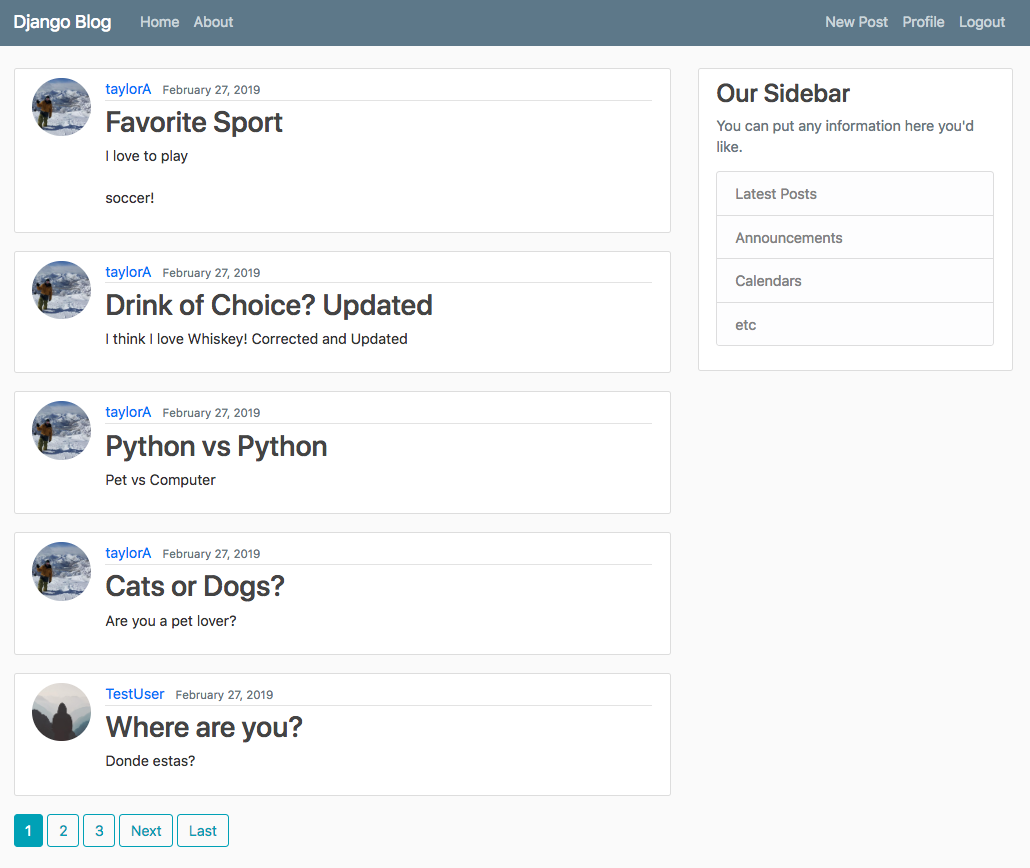 Django Blog Home About New Post Profile Logout
taylorA February 27, 2019
Favorite Sport
I love to play
soccer!
taylorA February 27, 2019
Drink of Choice? Updated
I think I love Whiskey! Corrected and Updated
taylorA February 27, 2019
Python vs Python
Pet vs Computer
taylorA February 27, 2019
Cats or Dogs?
Are you a pet lover?
TestUser February 27, 2019
Where are you?
Donde estas?
1 2 3 Next Last
Our Sidebar
You can put any information here you'd
like.
Latest Posts
Announcements
Calendars
etc